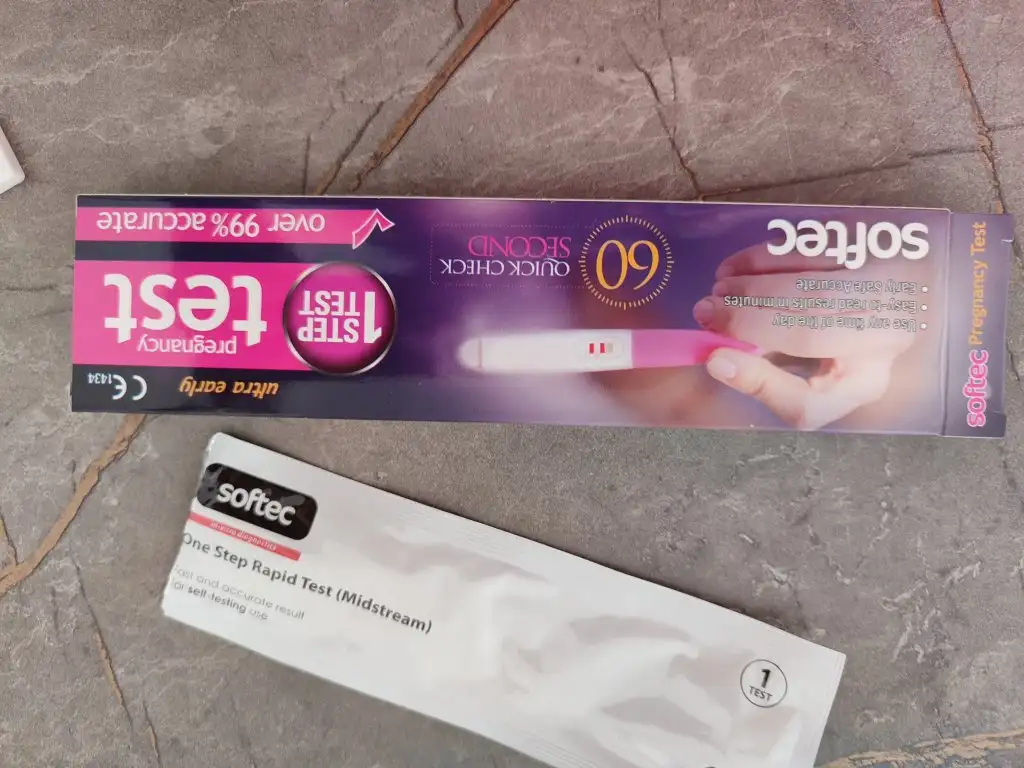 softec
• Use any time of the day
• Easy-to read results in minutes
• Early safe Accurate
60
QUICK CHECK
SECOND
1 STEP
TEST
ultra early
pregnancy
test
over 99% accurate
CE 1434
softec Pregnancy Test
softec
One Step Rapid Test (Midstream)
Fast and accurate result
for self-testing use
1
TEST